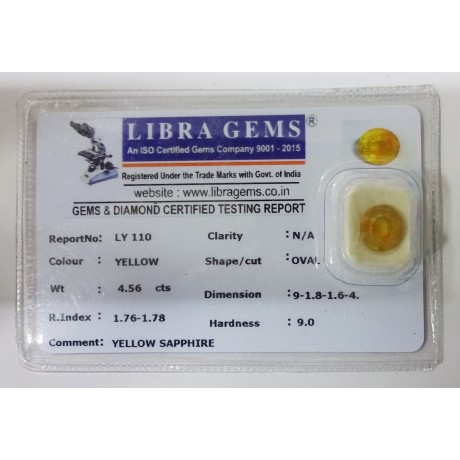 LIBRA GEMS ®
An ISO Certified Gems Company 9001 - 2015
Registered Under the Trade Marks with Govt. of India
website : www.libragems.co.in
GEMS & DIAMOND CERTIFIED TESTING REPORT
ReportNo: LY 110 Clarity : N/A
Colour : YELLOW Shape/cut : OVAL
Wt : 4.56 cts Dimension : 9-1.8-1.6-4.
R.Index : 1.76-1.78 Hardness : 9.0
Comment: YELLOW SAPPHIRE